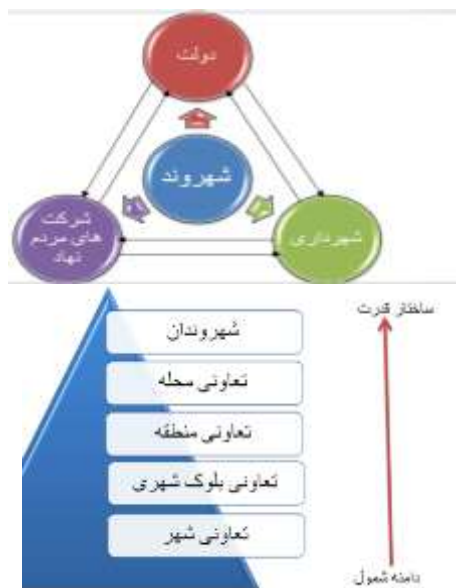 دولت
شهروند
شرکت
های مردم
نهاد
شهرداری
ساختار قدرت
شهروندان
تعاونی محله
تعاونی منطقه
تعاونی بلوک شهری
تعاونی شهر
دامنه شمول